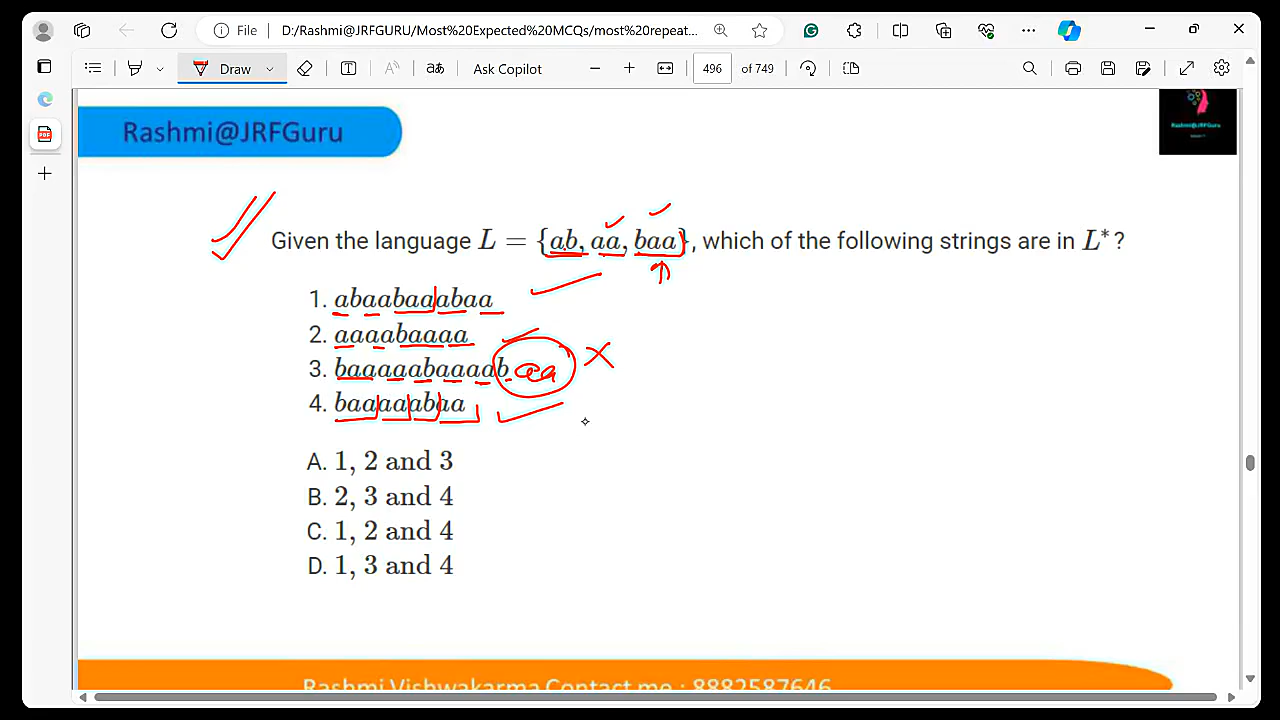 File D:/Rashmi@JRFGURU/Most%20Expected%20MCQs/most%20repeat...
Draw Ask Copilot 496 of 749
Rashmi@JRFGuru
Rashmi@JRFGuru
Given the language L = {ab, aa, baa}, which of the following strings are in L*?
1. abaabaaabaa
2. aaaabaaaa
3. baaaaabaaaab aa
4. baaaaabaa
A. 1, 2 and 3
B. 2, 3 and 4
C. 1, 2 and 4
D. 1, 3 and 4
Rashmi Vishwakarma Contact me : 8882587646